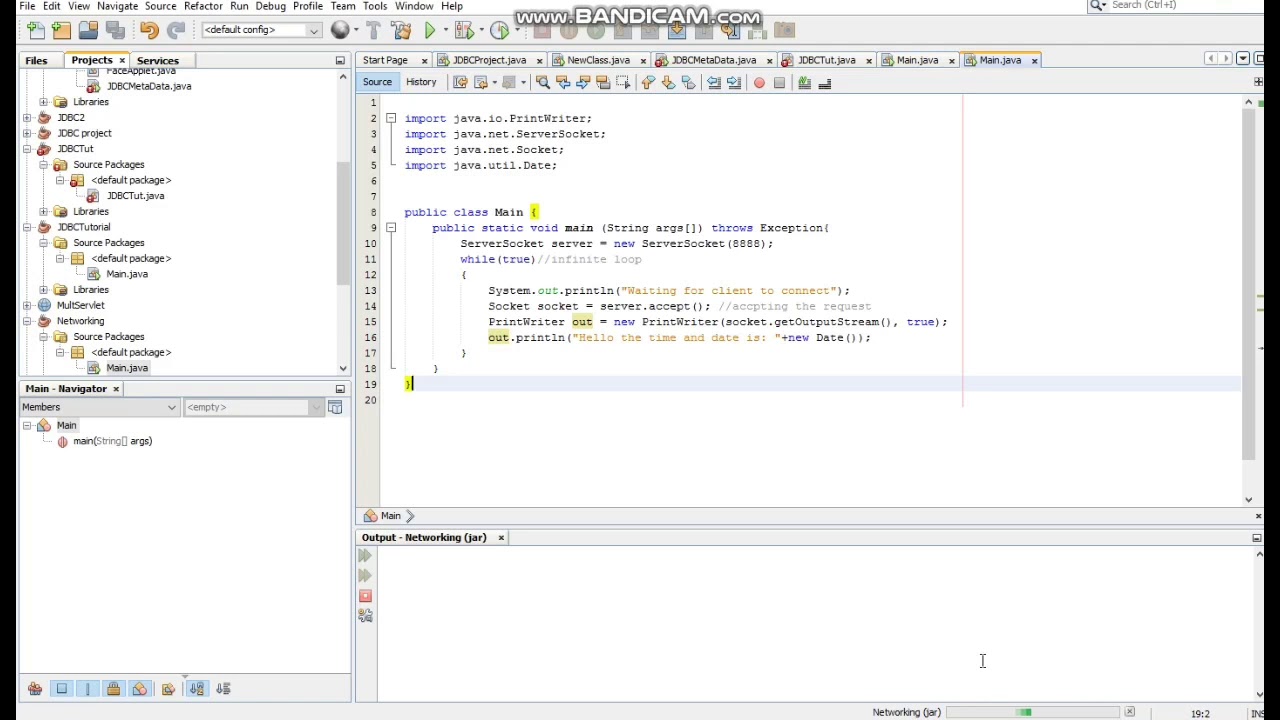 File Edit View Navigate Source Refactor Run Debug Profile Team Tools Window Help
www.BANDICAM.com
Search (Ctrl+I)
<default config>
Files Projects Services
FaceApplet.java
JDBCMetaData.java
Libraries
JDBC2
JDBC project
JDBCTut
Source Packages
<default package>
JDBCTut.java
Libraries
JDBCTutorial
Source Packages
<default package>
Main.java
Libraries
MultServlet
Networking
Source Packages
<default package>
Main.java
Main - Navigator
Members <empty>
Main
main(String[] args)
Start Page JDBCProject.java NewClass.java JDBCMetaData.java JDBCTut.java Main.java Main.java
Source History
1
2 import java.io.PrintWriter;
3 import java.net.ServerSocket;
4 import java.net.Socket;
5 import java.util.Date;
6
7
8 public class Main {
9 public static void main (String args[]) throws Exception{
10 ServerSocket server = new ServerSocket(8888);
11 while(true)//infinite loop
12 {
13 System.out.println("Waiting for client to connect");
14 Socket socket = server.accept(); //accpting the request
15 PrintWriter out = new PrintWriter(socket.getOutputStream(), true);
16 out.println("Hello the time and date is: "+new Date());
17 }
18 }
19 }
20
Main
Output - Networking (jar)
Networking (jar) 19:2 INS